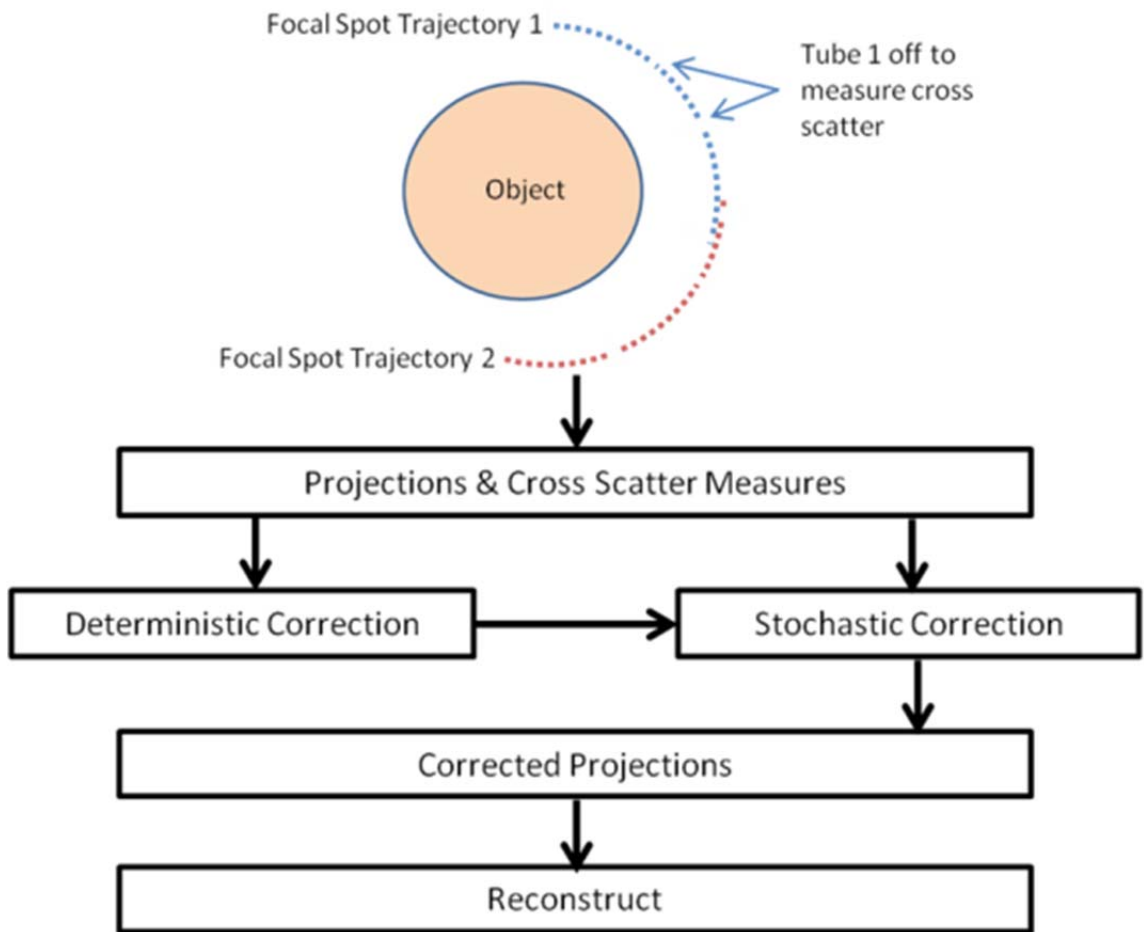 Focal Spot Trajectory 1
Tube 1 off to
measure cross
scatter
Object
Focal Spot Trajectory 2
Projections & Cross Scatter Measures
Deterministic Correction
Stochastic Correction
Corrected Projections
Reconstruct